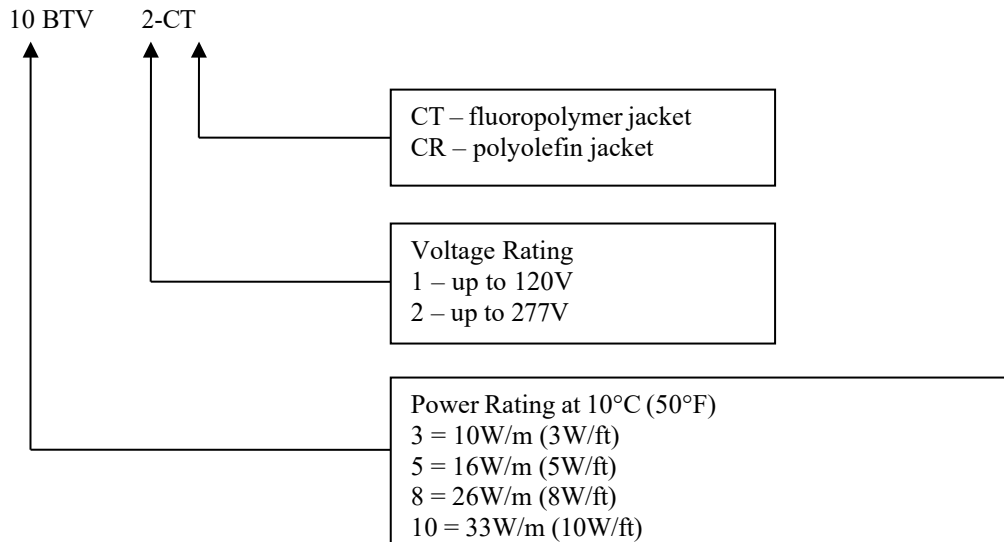 10 BTV 2-CT
CT – fluoropolymer jacket
CR – polyolefin jacket
Voltage Rating
1 – up to 120V
2 – up to 277V
Power Rating at 10°C (50°F)
3 = 10W/m (3W/ft)
5 = 16W/m (5W/ft)
8 = 26W/m (8W/ft)
10 = 33W/m (10W/ft)